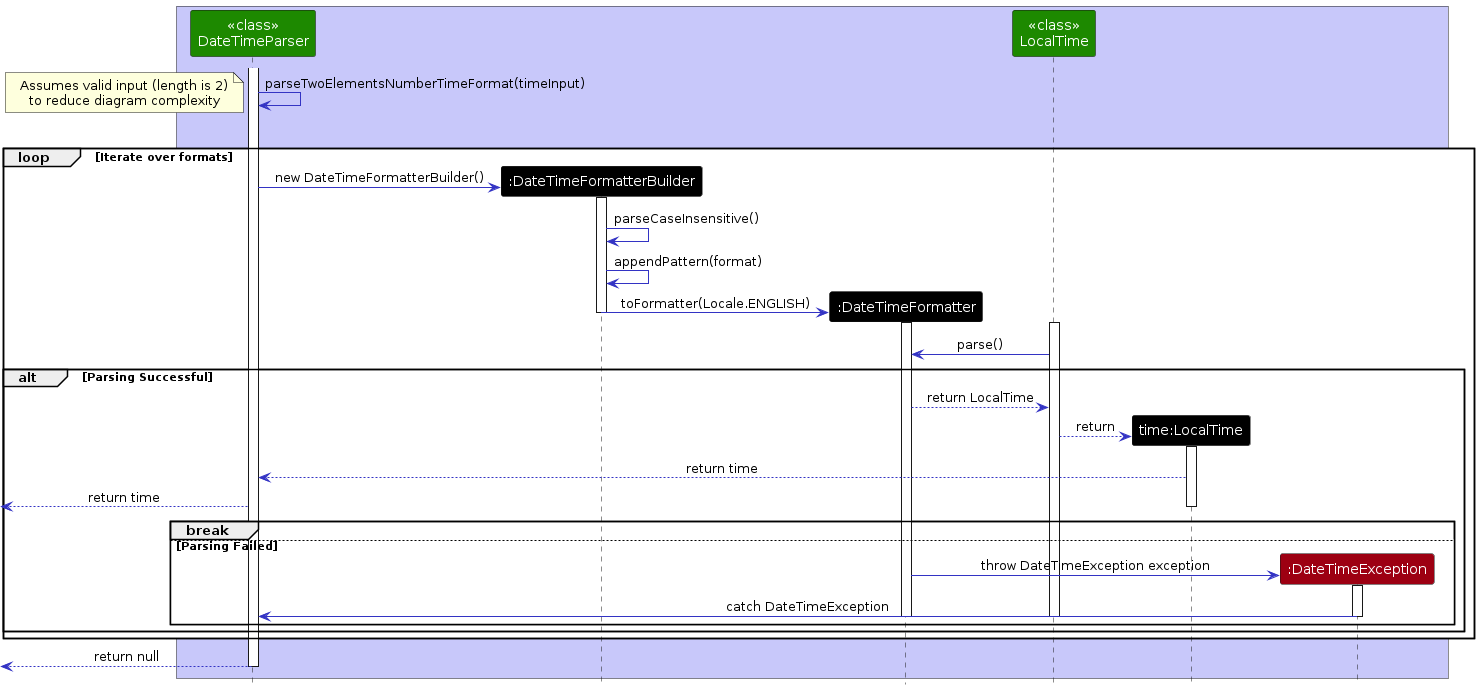 «class»
DateTimeParser
«class»
LocalTime
Assumes valid input (length is 2)
to reduce diagram complexity
parseTwoElementsNumberTimeFormat(timeInput)
loop
[Iterate over formats]
new DateTimeFormatterBuilder()
:DateTimeFormatterBuilder
parseCaseInsensitive()
appendPattern(format)
toFormatter(Locale.ENGLISH)
:DateTimeFormatter
parse()
alt
[Parsing Successful]
return LocalTime
return
time:LocalTime
return time
return time
break
[Parsing Failed]
throw DateTimeException exception
:DateTimeException
catch DateTimeException
return null